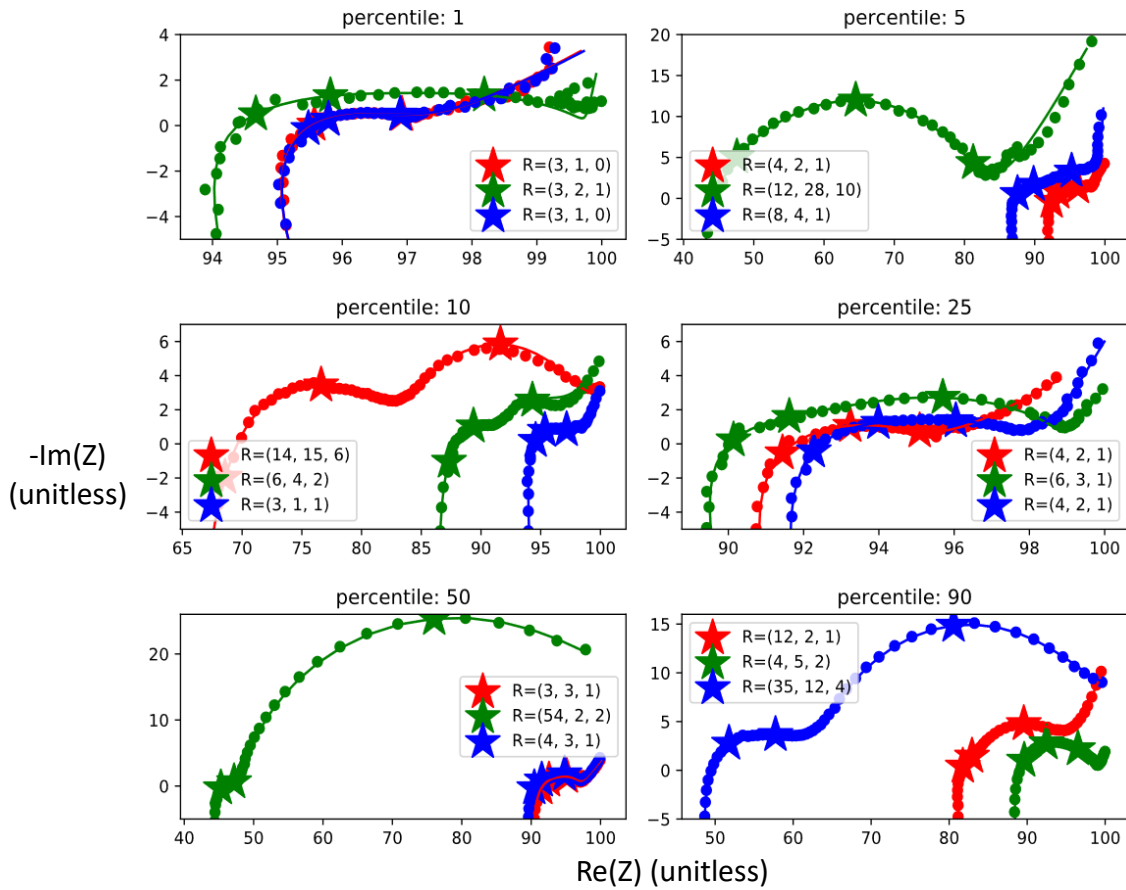 percentile: 1
4
2
0
−2
−4
94
95
96
97
98
99
100
R=(3, 1, 0)
R=(3, 2, 1)
R=(3, 1, 0)
percentile: 5
20
15
10
5
0
−5
40
50
60
70
80
90
100
R=(4, 2, 1)
R=(12, 28, 10)
R=(8, 4, 1)
percentile: 10
6
4
2
0
−2
−4
65
70
75
80
85
90
95
100
R=(14, 15, 6)
R=(6, 4, 2)
R=(3, 1, 1)
percentile: 25
6
4
2
0
−2
−4
90
92
94
96
98
100
R=(4, 2, 1)
R=(6, 3, 1)
R=(4, 2, 1)
-Im(Z)
(unitless)
percentile: 50
20
10
0
40
50
60
70
80
90
100
R=(3, 3, 1)
R=(54, 2, 2)
R=(4, 3, 1)
percentile: 90
15
10
5
0
−5
50
60
70
80
90
100
R=(12, 2, 1)
R=(4, 5, 2)
R=(35, 12, 4)
Re(Z) (unitless)